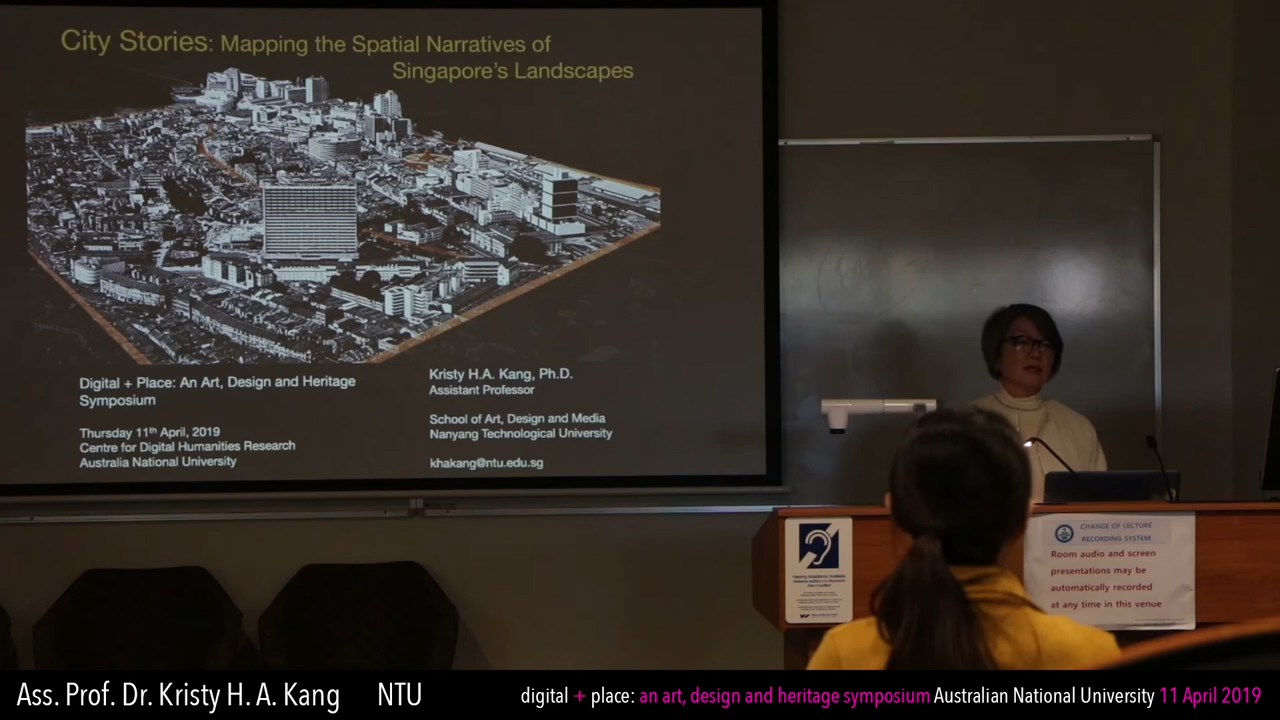 City Stories: Mapping the Spatial Narratives of
Singapore's Landscapes
Digital + Place: An Art, Design and Heritage
Symposium
Thursday 11th April, 2019
Centre for Digital Humanities Research
Australia National University
Kristy H.A. Kang, Ph.D.
Assistant Professor
School of Art, Design and Media
Nanyang Technological University
khakang@ntu.edu.sg
CHANGE OF LECTURE
RECORDING SYSTEM
Room audio and screen
presentations may be
automatically recorded
at any time in this venue
Ass. Prof. Dr. Kristy H. A. Kang NTU
digital + place: an art, design and heritage symposium Australian National University 11 April 2019